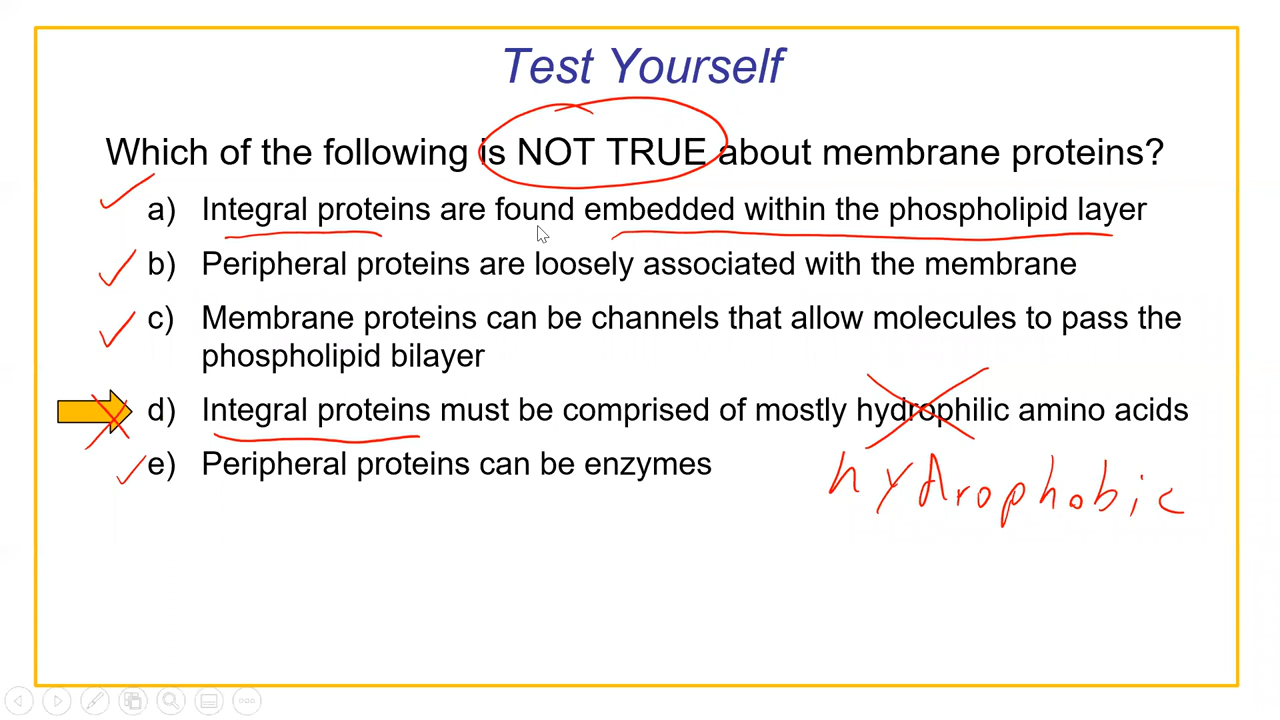 Test Yourself
Which of the following is NOT TRUE about membrane proteins?
a) Integral proteins are found embedded within the phospholipid layer
b) Peripheral proteins are loosely associated with the membrane
c) Membrane proteins can be channels that allow molecules to pass the
phospholipid bilayer
d) Integral proteins must be comprised of mostly hydrophilic amino acids
e) Peripheral proteins can be enzymes
hydrophobic